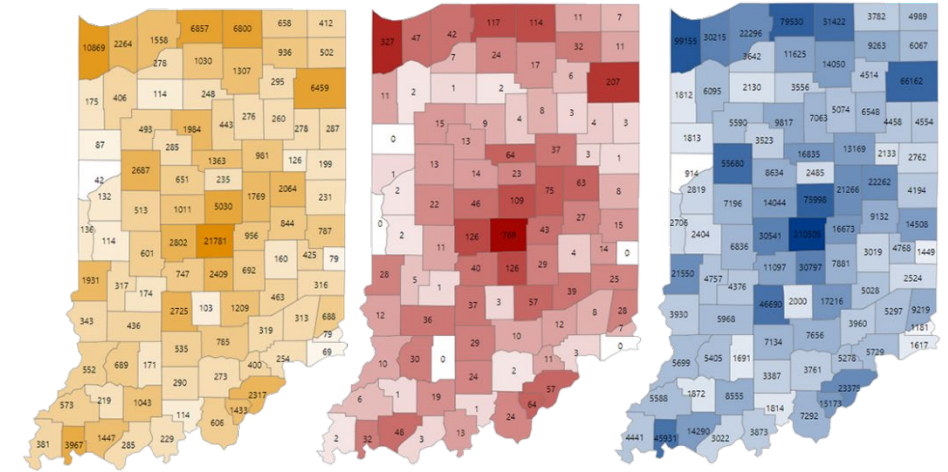 10869 2264 1558 6857 6800 658 412
278 1030 1307 936 502
175 406 114 248 295 6459
493 1984 443 276 260 278 287
87 285
2687 1363 981 126 199
42 132 651 235
513 1011 5030 1769 2064 231
136 114 601 2802 21781 956 844 787
1931 317 174 747 2409 692 160 425 79
343 436 2725 103 1209 463 316
319 313 688
535 785 79
552 689 171 400 254 69
290 273
573 219 1043 114 2317
1433
381 3967 1447 285 229 606
327 47 42 117 114 11 7
7 24 17 32 11
11 2 1 2 6 207
15 9 4 8 3 4 3
0 13
13 64 37 3 1
1 2 14 23
22 46 109 75 63 8
0 2 11 126 768 43 27 15
28 5 1 40 126 29 4 14 0
12 36 37 3 57 39 25
12 8 28
29 10 7
10 30 0 11 3 0
24 2
6 1 19 1 57
64
2 32 48 3 13 24
99155 30215 22296 79530 51422 3782 4989
3642 11625 14050 9263 6067
1812 6095 2130 3556 4514 66162
5590 9817 7063 5074 6548 4458 4554
1813 3523
55680 16835 13169 2133 2762
914 2819 8634 2485
7196 14044 75998 21266 22262 4194
2706 2404 6836 30541 210505 16673 9132 14508
21550 4757 4376 11097 30797 7881 3019 4768 1449
3930 5968 46690 2000 17216 5028 2524
3960 5297 9219
7134 7656 1181
5699 5405 1691 5278 5729 1617
3387 3761
5588 1872 8555 1814 23375
15173
4441 45931 14290 3022 3873 7292